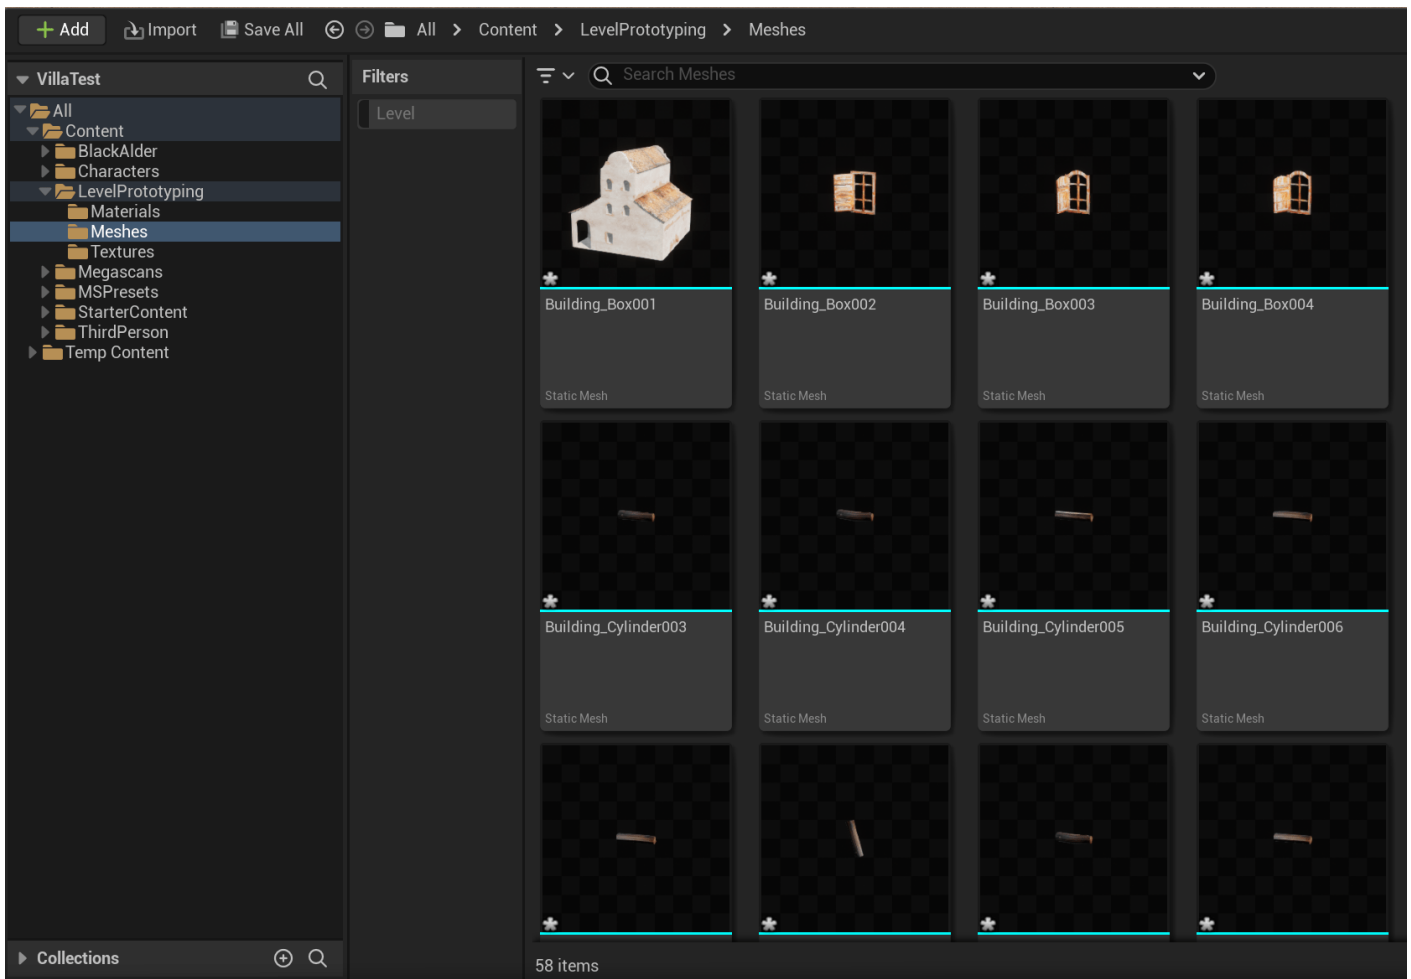 Add Import Save All All > Content > LevelPrototyping > Meshes
VillaTest
All
Content
BlackAlder
Characters
LevelPrototyping
Materials
Meshes
Textures
Megascans
MSPresets
StarterContent
ThirdPerson
Temp Content
Collections
Filters
Level
Search Meshes
Building_Box001 Building_Box002 Building_Box003 Building_Box004
Static Mesh Static Mesh Static Mesh Static Mesh
Building_Cylinder003 Building_Cylinder004 Building_Cylinder005 Building_Cylinder006
Static Mesh Static Mesh Static Mesh Static Mesh
58 items